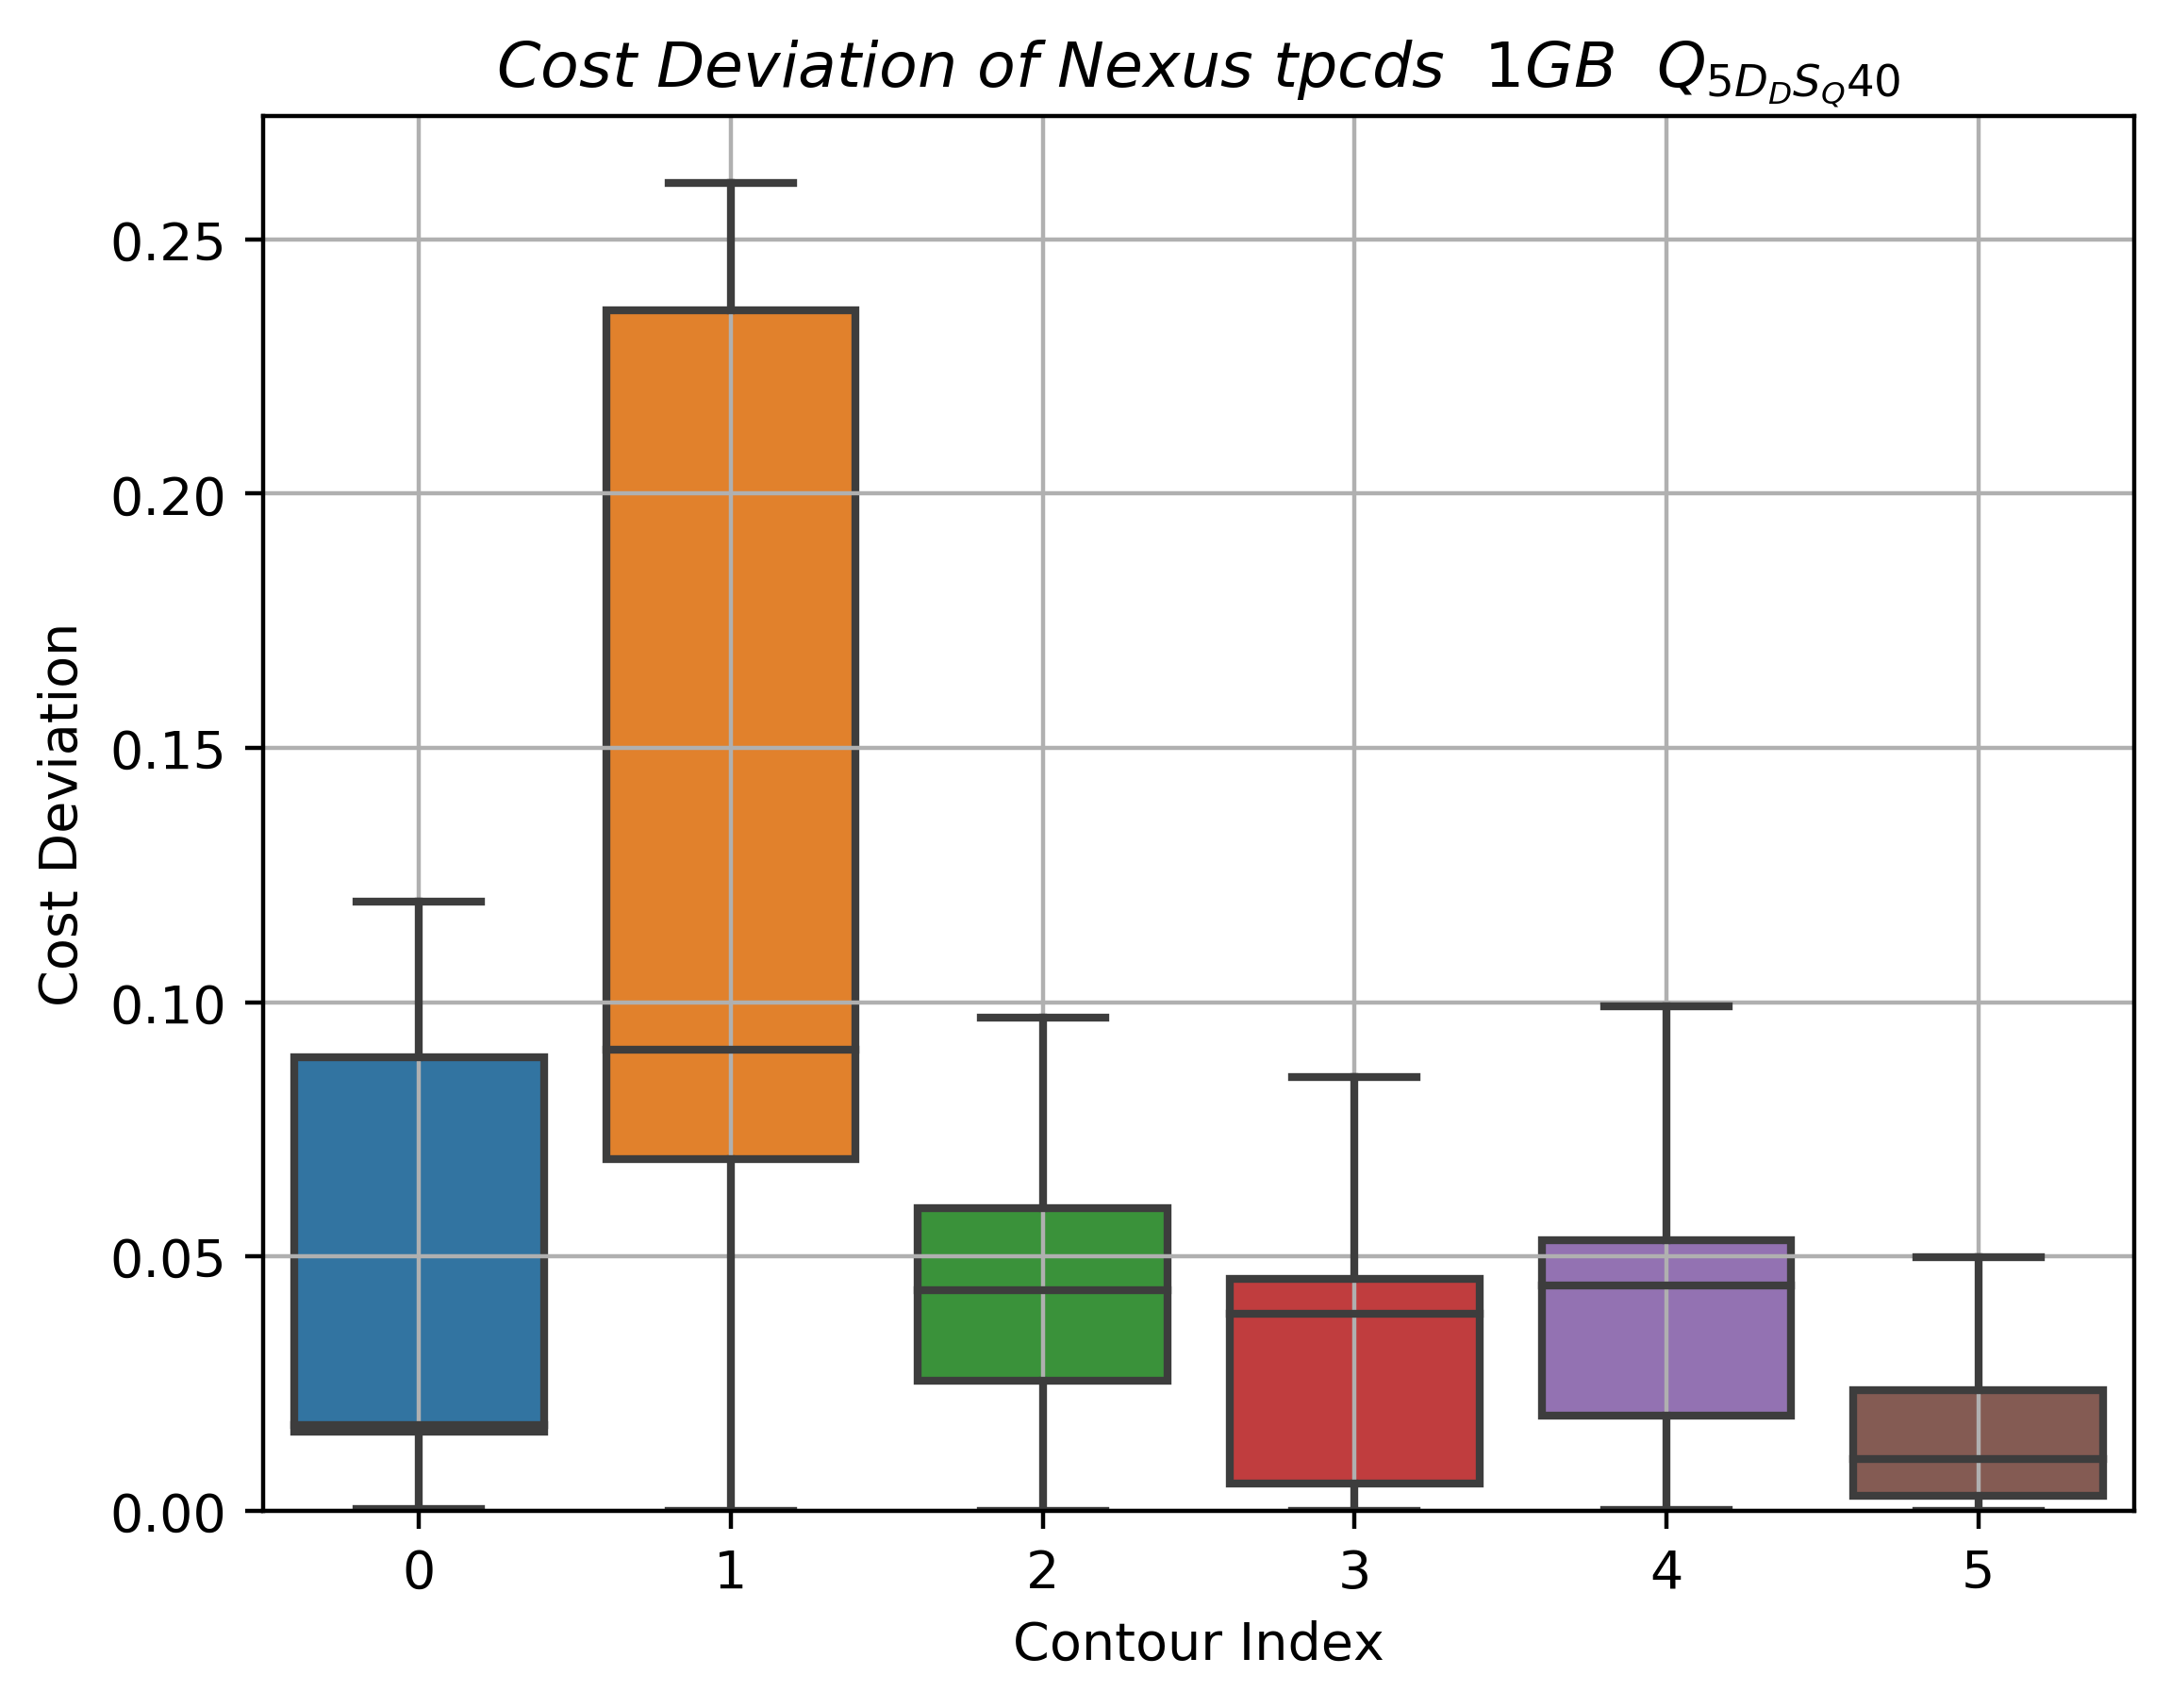 Cost Deviation of Nexus tpcds 1GB Q5DDSQ40
0.25
0.20
0.15
0.10
0.05
0.00
Cost Deviation
0 1 2 3 4 5
Contour Index